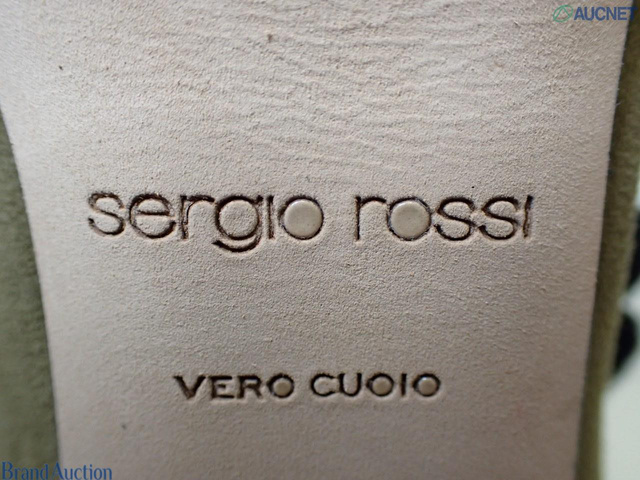 AUCNET
sergio rossi
VERO CUOIO
Brand Auction